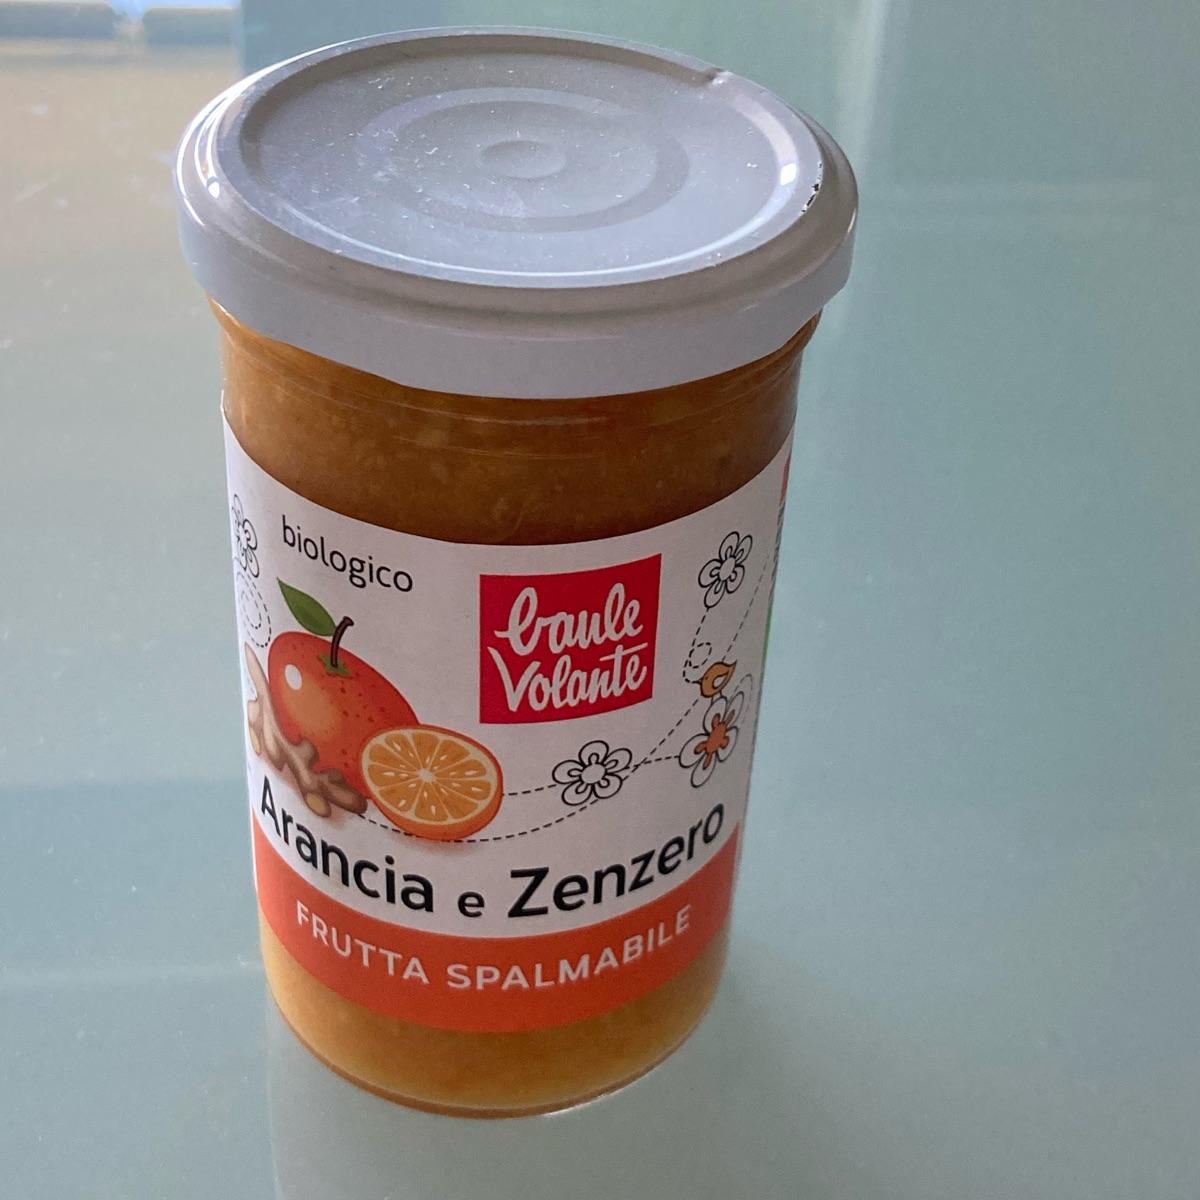 biologico
baule
volante
Arancia e Zenzero
FRUTTA SPALMABILE